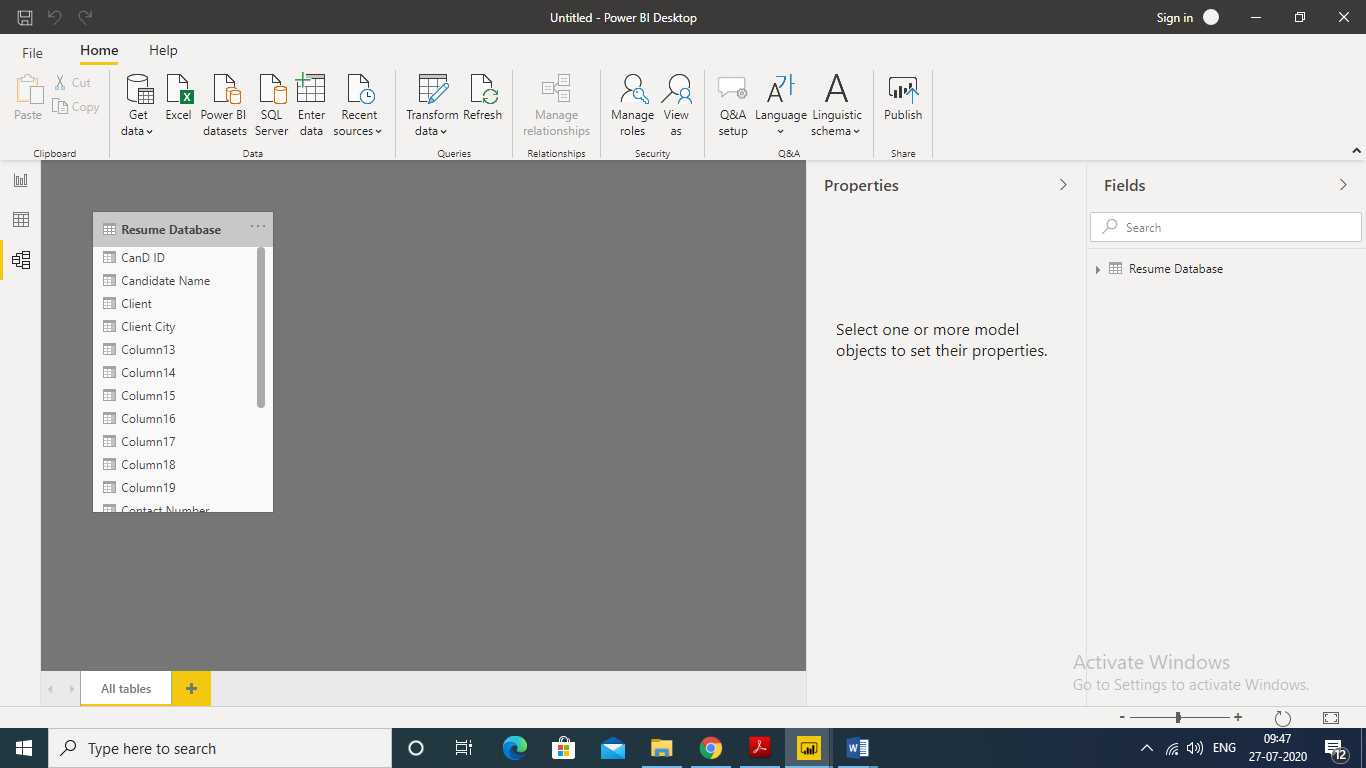 Untitled - Power BI Desktop
Sign in
File
Home
Help
Paste
Cut
Copy
Clipboard
Get data
Excel
Power BI datasets
SQL Server
Enter data
Recent sources
Data
Transform data
Refresh
Queries
Manage relationships
Relationships
Manage roles
View as
Security
Q&A setup
Language
Linguistic schema
Q&A
Publish
Share
Resume Database
...
CanD ID
Candidate Name
Client
Client City
Column13
Column14
Column15
Column16
Column17
Column18
Column19
Contact Number
Properties
Select one or more model
objects to set their properties.
Fields
Search
Resume Database
Activate Windows
Go to Settings to activate Windows.
All tables
+
- +
Type here to search
ENG
09:47
27-07-2020
12